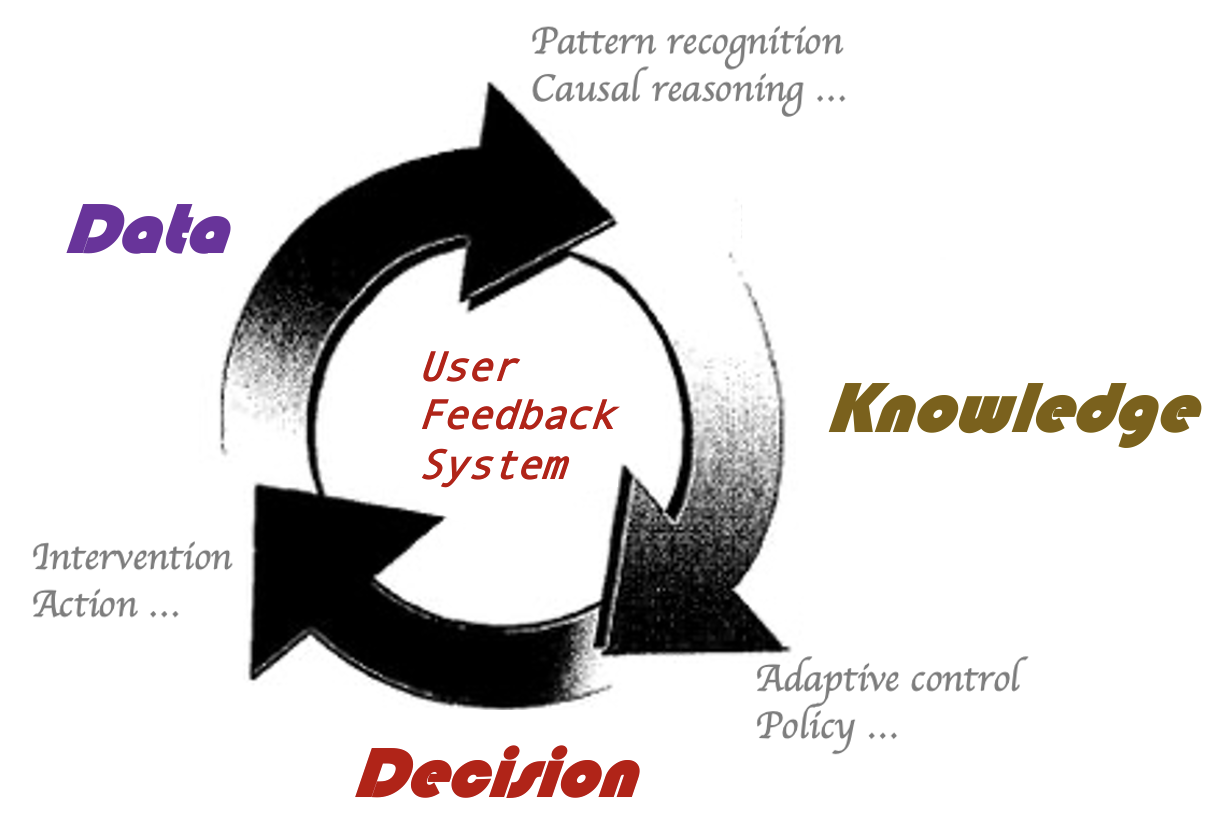 Pattern recognition
Causal reasoning ...
Data
User
Feedback
System
Knowledge
Intervention
Action ...
Adaptive control
Policy ...
Decision